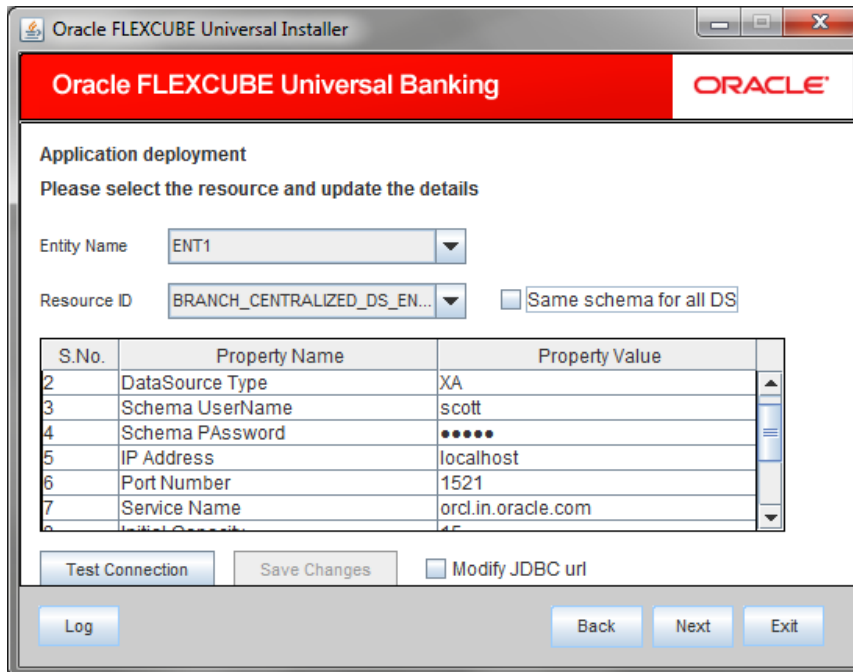 Oracle FLEXCUBE Universal Installer
Oracle FLEXCUBE Universal Banking
ORACLE
Application deployment
Please select the resource and update the details
Entity Name ENT1
Resource ID BRANCH_CENTRALIZED_DS_EN... Same schema for all DS
S.No. Property Name Property Value
2 DataSource Type XA
3 Schema UserName scott
4 Schema PAssword ●●●●●
5 IP Address localhost
6 Port Number 1521
7 Service Name orcl.in.oracle.com
Test Connection Save Changes Modify JDBC url
Log Back Next Exit